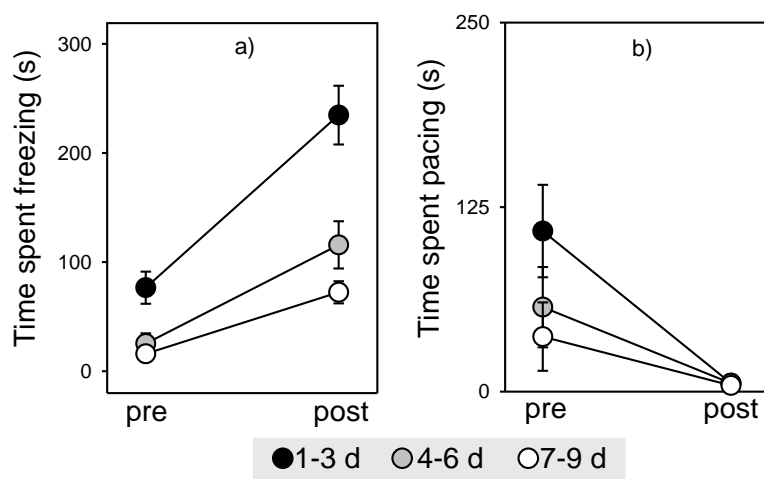 Time spent freezing (s)
300
200
100
0
a)
pre post
Time spent pacing (s)
250
125
0
b)
pre post
1-3 d 4-6 d 7-9 d